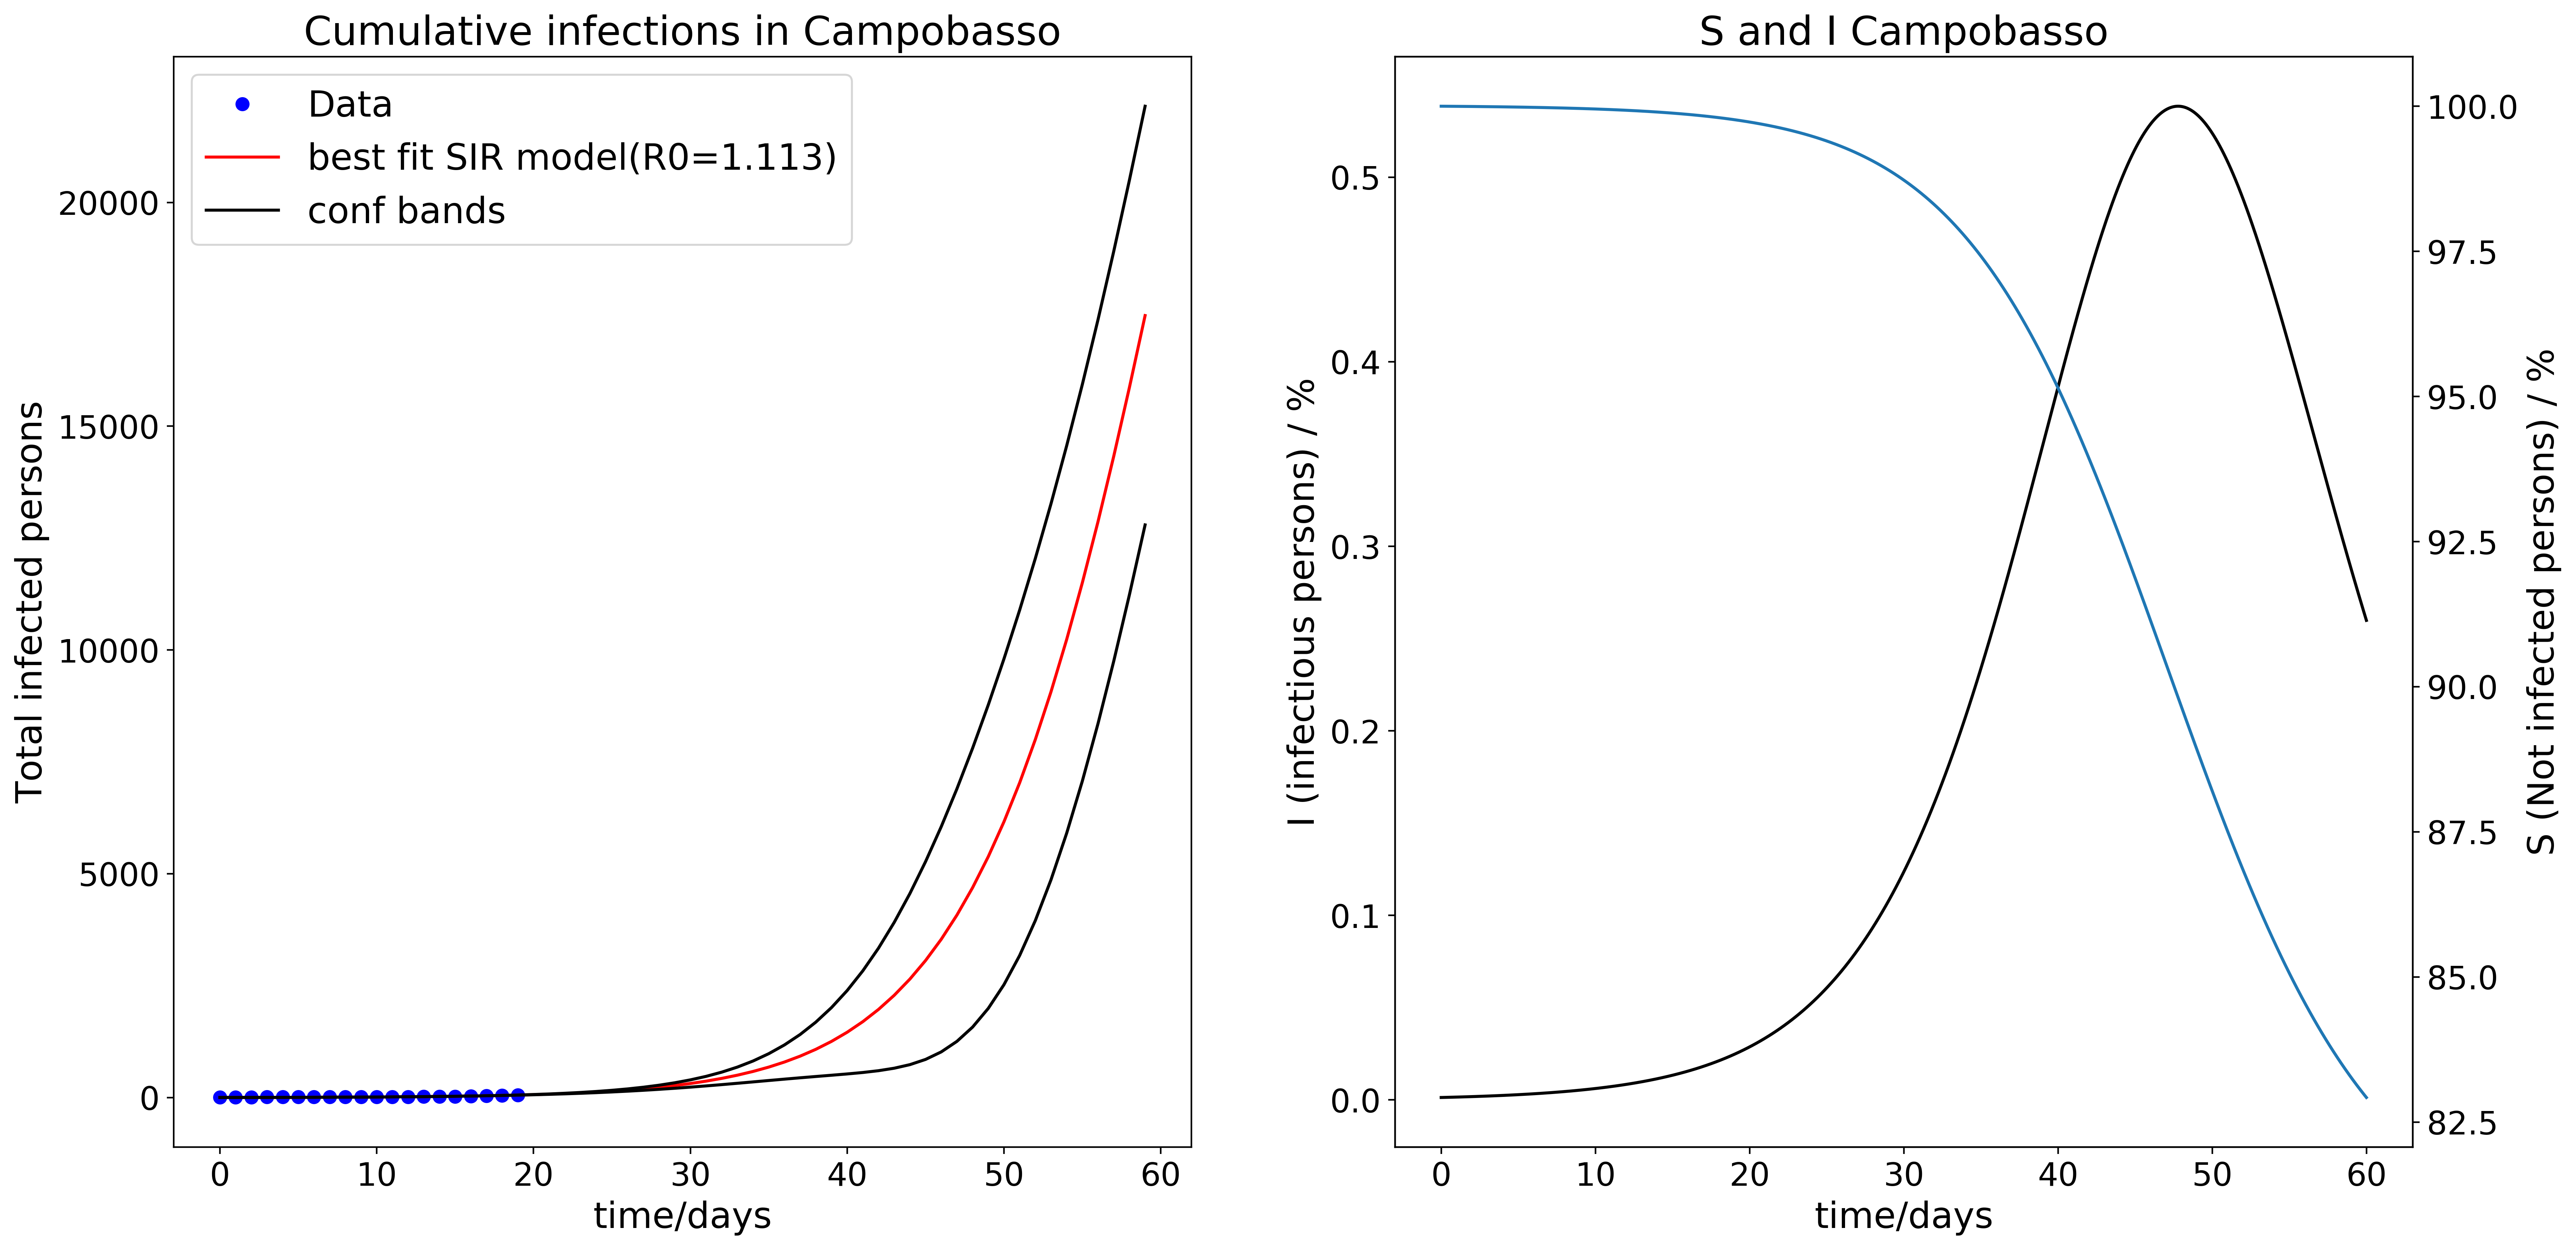 Cumulative infections in Campobasso
Data
best fit SIR model(R0=1.113)
conf bands
Total infected persons
20000
15000
10000
5000
0
0 10 20 30 40 50 60
time/days
S and I Campobasso
I (infectious persons) / %
0.5
0.4
0.3
0.2
0.1
0.0
0 10 20 30 40 50 60
time/days
100.0
97.5
95.0
92.5
90.0
87.5
85.0
82.5
S (Not infected persons) / %